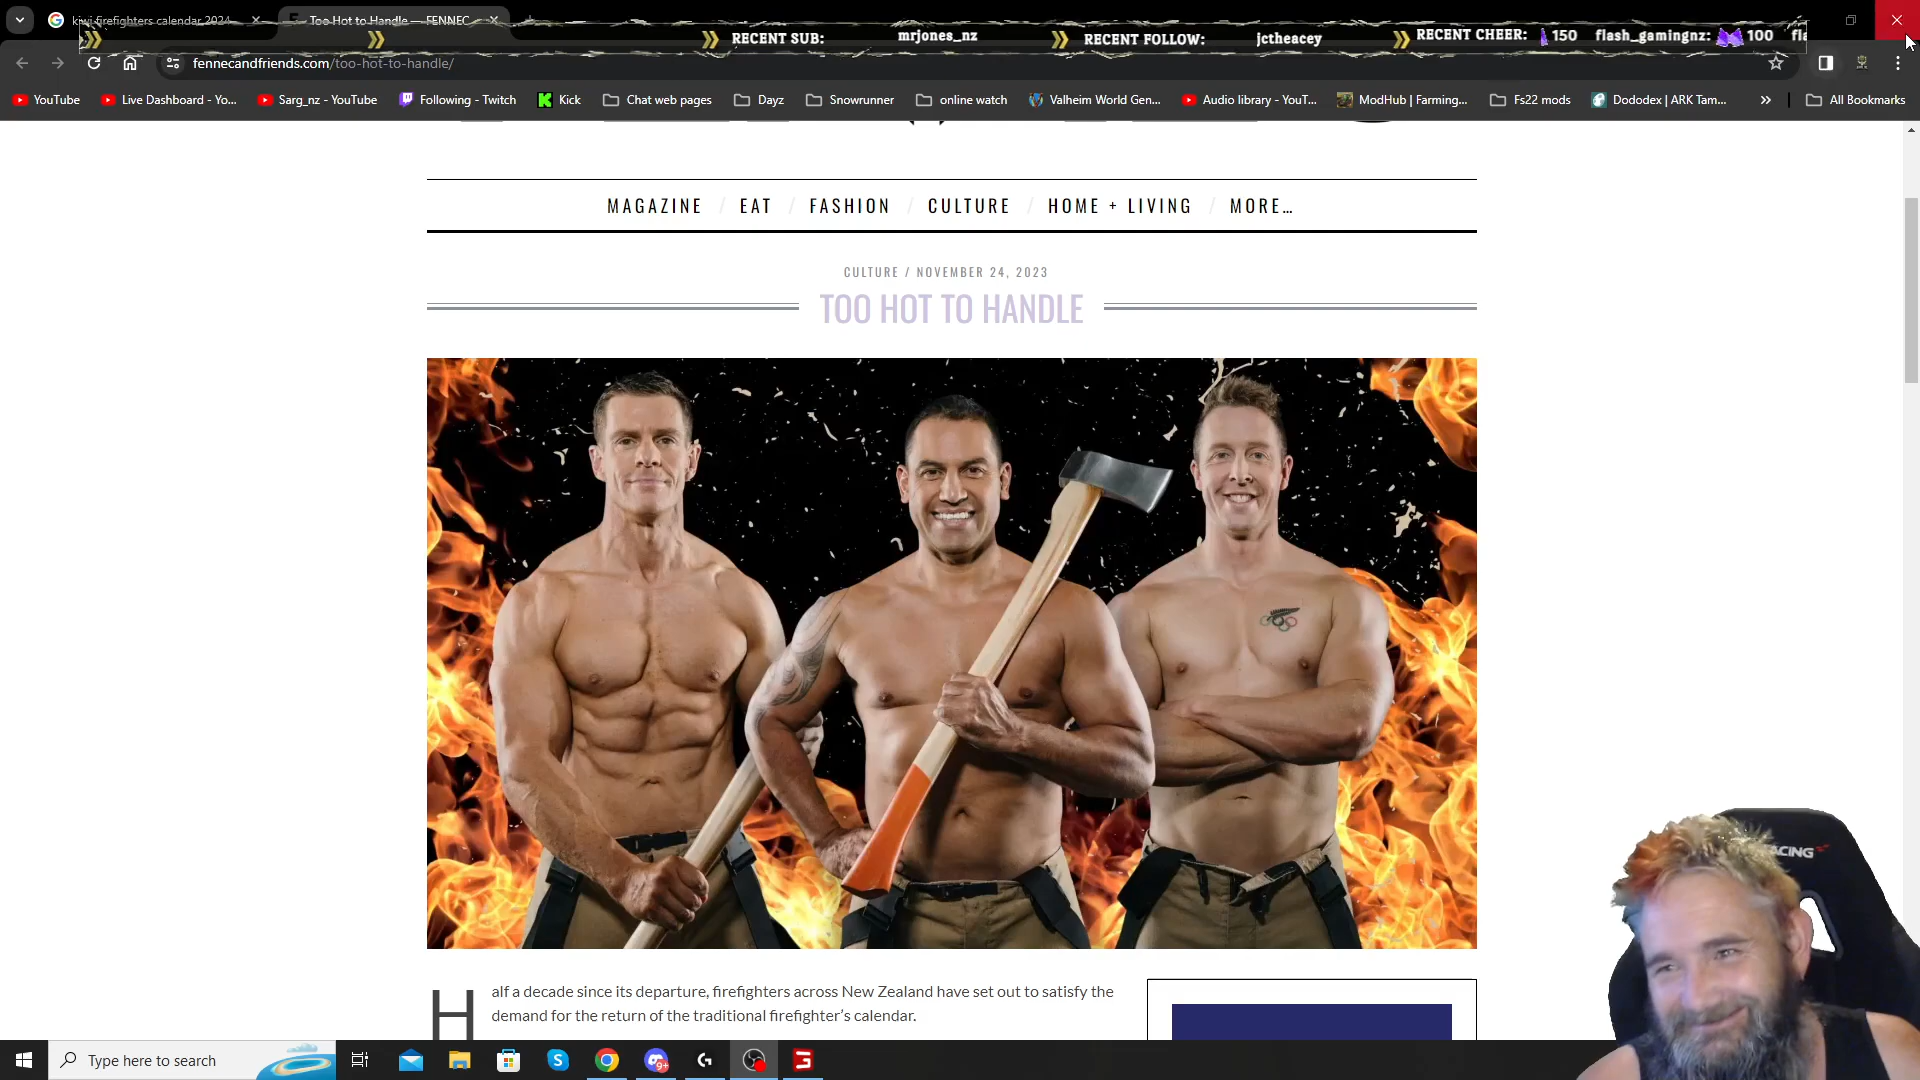 kiwi firefighters calendar 2024
Too Hot to Handle — FENNEC
RECENT SUB: mrjones_nz
RECENT FOLLOW: jctheacey
RECENT CHEER: 150 flash_gamingnz: 100
fennecandfriends.com/too-hot-to-handle/
YouTube
Live Dashboard - Yo...
Sarg_nz - YouTube
Following - Twitch
Kick
Chat web pages
Dayz
Snowrunner
online watch
Valheim World Gen...
Audio library - YouT...
ModHub | Farming...
Fs22 mods
Dododex | ARK Tam...
All Bookmarks
MAGAZINE / EAT / FASHION / CULTURE / HOME + LIVING / MORE...
CULTURE / NOVEMBER 24, 2023
TOO HOT TO HANDLE
Half a decade since its departure, firefighters across New Zealand have set out to satisfy the
demand for the return of the traditional firefighter's calendar.
Type here to search
9+